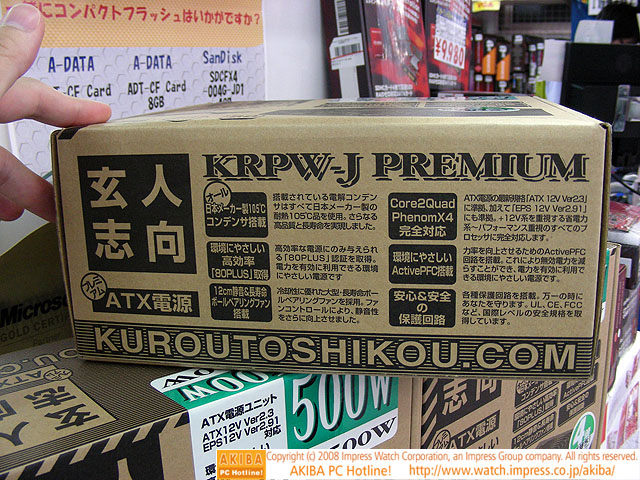 にコンパクトフラッシュはいかがですか?
A-DATA
CF Card
A-DATA
ADT-CF Card
8GB
SanDisk
SDCFX4
004G-JD1
¥9980
玄人
志向
KRPW-J PREMIUM
オール
日本メーカー製105℃
コンデンサ搭載
搭載されている電解コンデン
サはすべて日本メーカー製の
耐熱105℃品を使用。さらなる
高品質と長寿命を実現しました。
Core2Quad
PhenomX4
完全対応
ATX電源の最新規格「ATX 12V Ver2.3」
に準拠。加えて「EPS 12V Ver2.91」
にも準拠。+12V系を重視する省電力
系〜パフォーマンス重視のすべてのプ
ロセッサに完全対応します。
環境にやさしい
高効率
「80PLUS」取得
高効率な電源にのみ与えられ
る「80PLUS」認証を取得。
電力を有効に利用できる環境
にやさしい電源です。
環境にやさしい
ActivePFC搭載
力率を向上させるためのActivePFC
回路を搭載。これにより無効電力を減
らすことができ、電力を有効に利用で
きる環境にやさしい電源です。
プレミアム
ATX電源
12cm静音&長寿命
ボールベアリングファン
搭載
冷却性に優れた大型・長寿命ボー
ルベアリングファンを採用。ファ
ンコントロールにより、静音性
をさらに向上させました。
安心&安全
の
保護回路
各種保護回路を搭載。万一の時に
あなたを守ります。UL、CE、FCC
など、国際レベルの安全規格を取
得しています。
KUROUTOSHIKOU.COM
Microso
玄
志
ATX電源ユニット
ATX12V Ver2.3
EPS12V Ver2.91
対応
500W
500W
志向
AKIBA
PC Hotline!
Copyright (c) 2008 Impress Watch Corporation, an Impress Group company. All rights reserved.
AKIBA PC Hotline! http://www.watch.impress.co.jp/akiba/